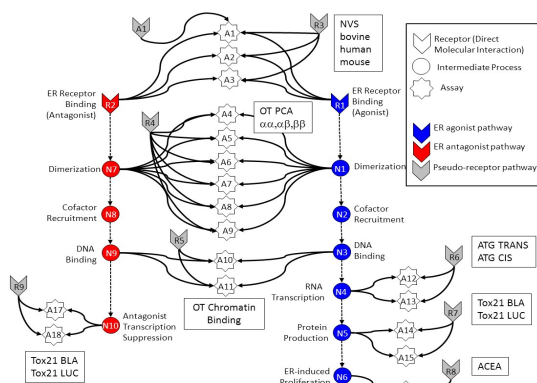 A1
R3
NVS
bovine
human
mouse
A1
A2
A3
Receptor (Direct
Molecular Interaction)
Intermediate Process
Assay
ER agonist pathway
ER antagonist pathway
Pseudo-receptor pathway
ER Receptor
Binding
(Antagonist)
R2
R1
ER Receptor
Binding
(Agonist)
R4
OT PCA
αα,αβ,ββ
A4
A5
A6
A7
A8
A9
Dimerization
N7
N1
Dimerization
Cofactor
Recruitment
N8
N2
Cofactor
Recruitment
DNA
Binding
N9
R5
A10
A11
N3
DNA
Binding
OT Chromatin
Binding
ATG TRANS
ATG CIS
R6
RNA
Transcription
N4
A12
A13
R9
A17
A18
N10
Antagonist
Transcription
Suppression
Tox21 BLA
Tox21 LUC
Protein
Production
N5
A14
A15
R7
Tox21 BLA
Tox21 LUC
ER-induced
Proliferation
N6
R8
ACEA